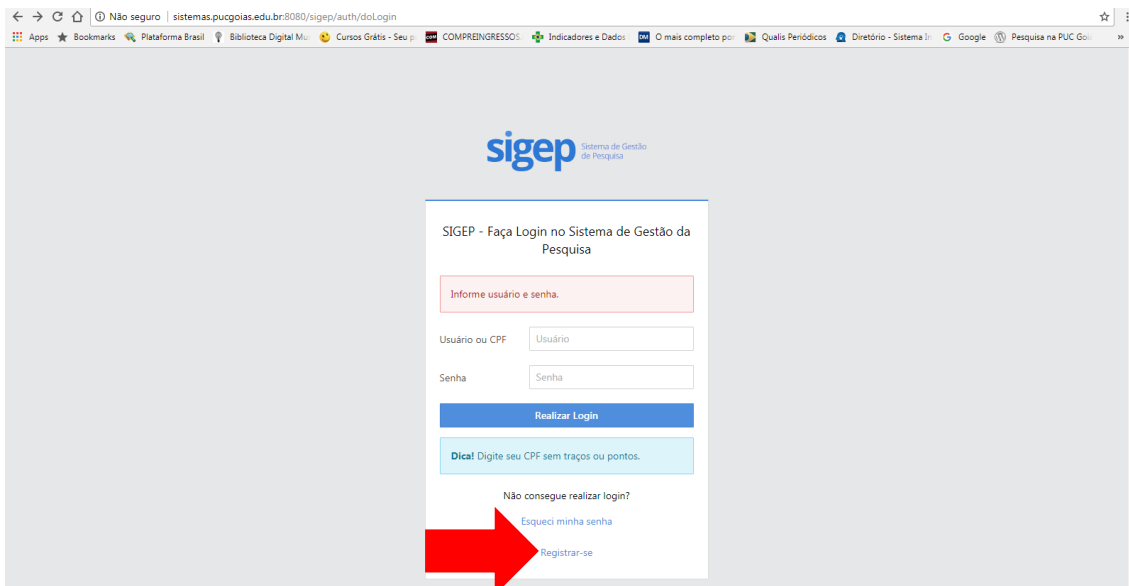 Não seguro | sistemas.pucgoias.edu.br:8080/sigep/auth/doLogin
Apps Bookmarks Plataforma Brasil Biblioteca Digital Mu Cursos Grátis - Seu p COMPREINGRESSOS. Indicadores e Dados DM O mais completo por Qualis Periódicos Diretório - Sistema In G Google Pesquisa na PUC Goi »
sigep Sistema de Gestão
de Pesquisa
SIGEP - Faça Login no Sistema de Gestão da
Pesquisa
Informe usuário e senha.
Usuário ou CPF Usuário
Senha Senha
Realizar Login
Dica! Digite seu CPF sem traços ou pontos.
Não consegue realizar login?
Esqueci minha senha
Registrar-se